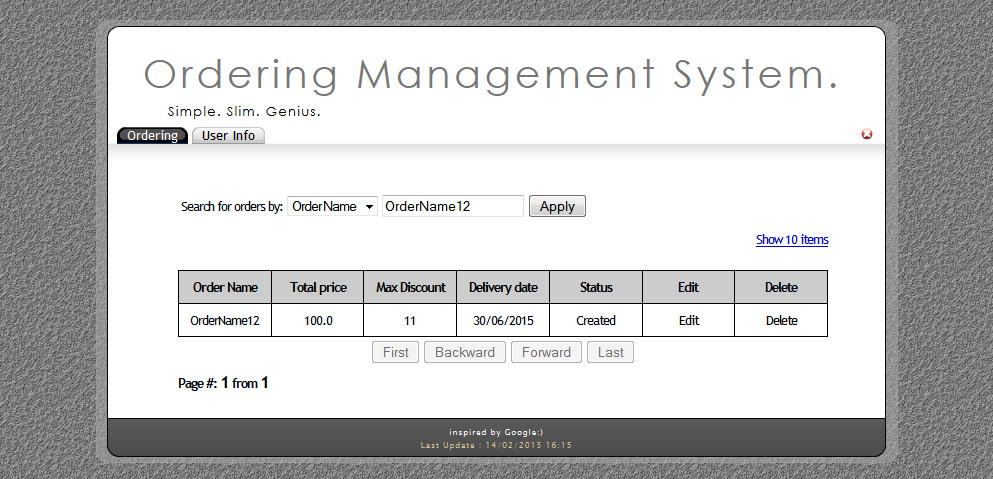 Ordering Management System.
Simple. Slim. Genius.
Ordering User Info
Search for orders by: OrderName OrderName12 Apply
Show 10 items
Order Name Total price Max Discount Delivery date Status Edit Delete
OrderName12 100.0 11 30/06/2015 Created Edit Delete
First Backward Forward Last
Page #: 1 from 1
inspired by Google:)
Last Update : 14/02/2015 16:15